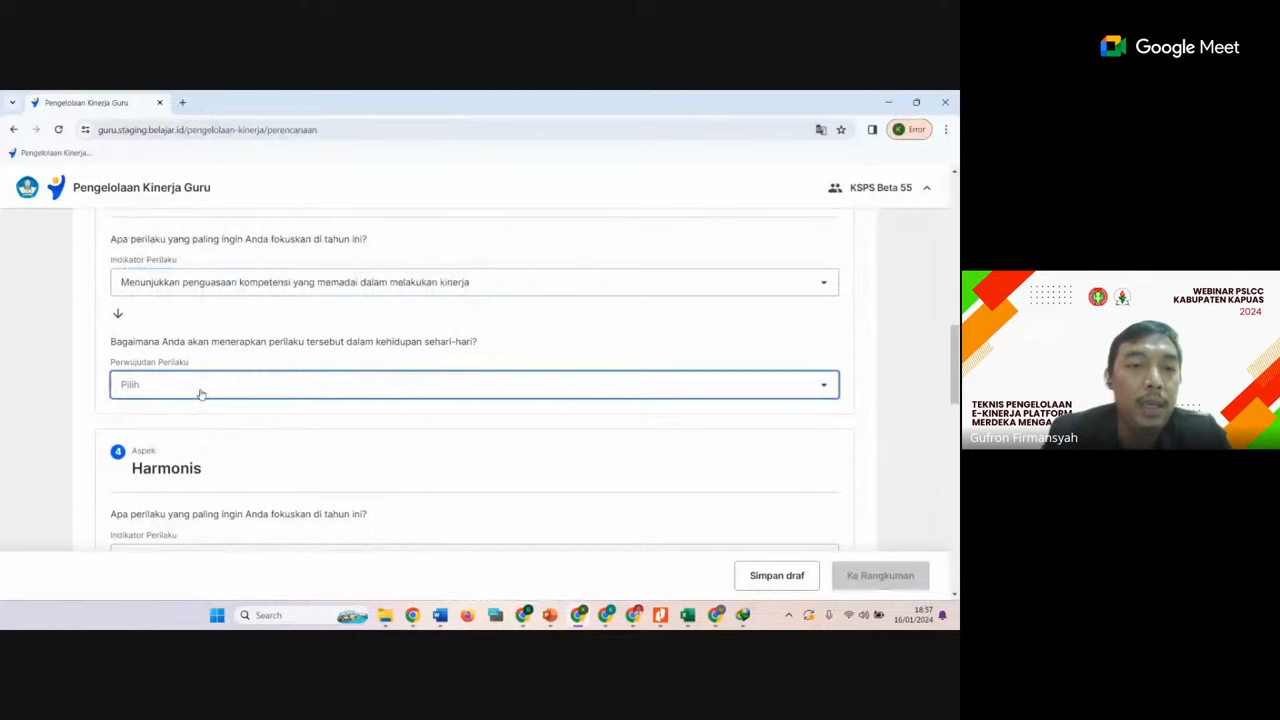 Google Meet
Pengelolaan Kinerja Guru
guru.staging.belajar.id/pengelolaan-kinerja/perencanaan
Error
Pengelolaan Kinerja...
Pengelolaan Kinerja Guru
KSPS Beta 55
Apa perilaku yang paling ingin Anda fokuskan di tahun ini?
Indikator Perilaku
Menunjukkan penguasaan kompetensi yang memadai dalam melakukan kinerja
Bagaimana Anda akan menerapkan perilaku tersebut dalam kehidupan sehari-hari?
Perwujudan Perilaku
Pilih
4
Aspek
Harmonis
Apa perilaku yang paling ingin Anda fokuskan di tahun ini?
Indikator Perilaku
Simpan draf
Ke Rangkuman
Search
18:57
16/01/2024
WEBINAR PSLCC
KABUPATEN KAPUAS
2024
TEKNIS PENGELOLAAN
E-KINERJA PLATFORM
MERDEKA
Gufron Firmansyah